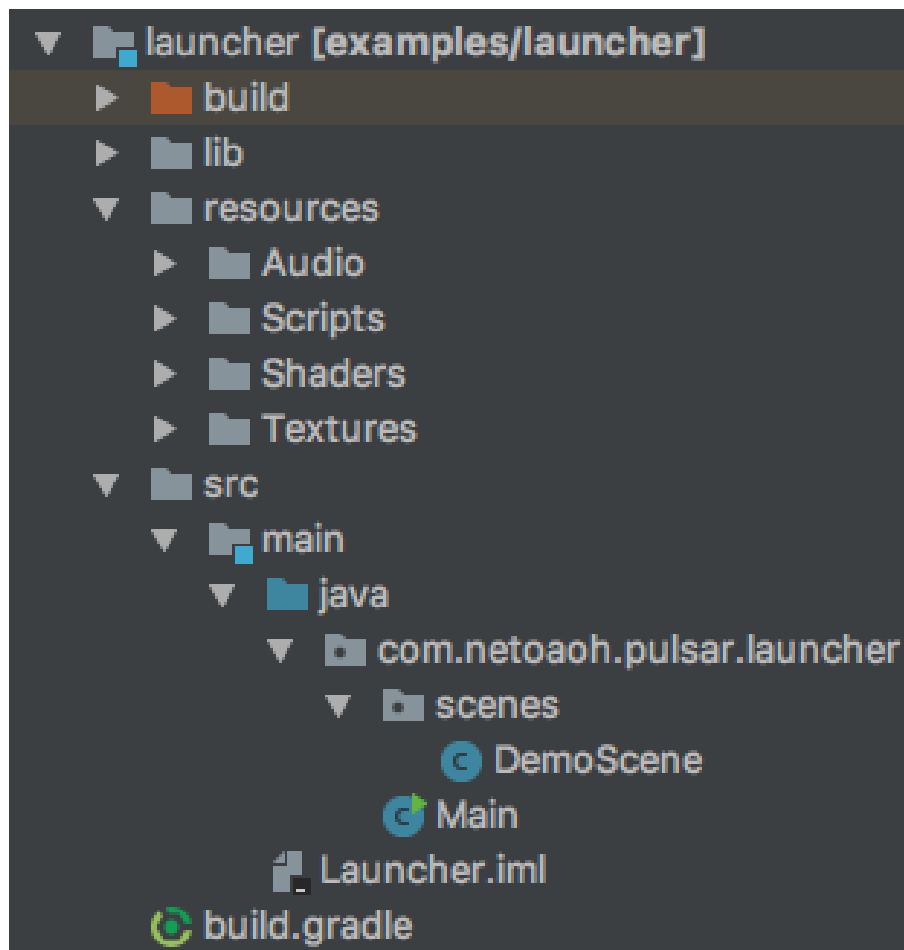 launcher [examples/launcher]
build
lib
resources
Audio
Scripts
Shaders
Textures
src
main
java
com.netoaoh.pulsar.launcher
scenes
DemoScene
Main
Launcher.iml
build.gradle